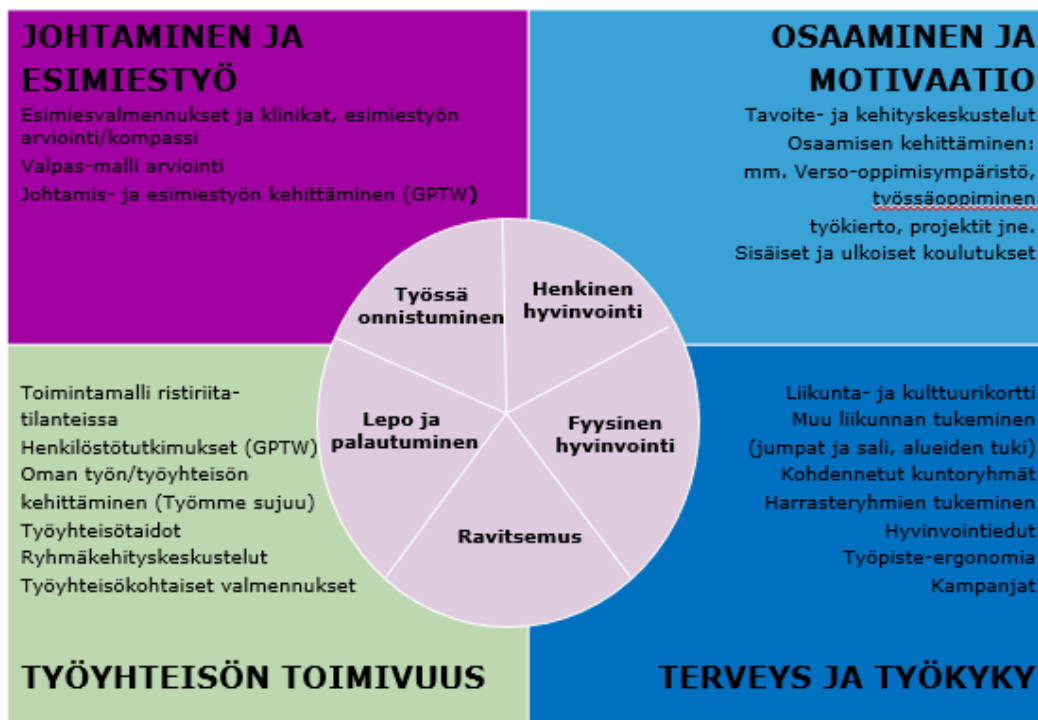 JOHTAMINEN JA
ESIMIESTYÖ
Esimiesvalmennukset ja klinikat, esimiestyön
arviointi/kompassi
Valpas-malli arviointi
Johtamis- ja esimiestyön kehittäminen (GPTW)
OSAAMINEN JA
MOTIVAATIO
Tavoite- ja kehityskeskustelut
Osaamisen kehittäminen:
mm. Verso-oppimisympäristö,
työssäoppiminen
työkierto, projektit jne.
Sisäiset ja ulkoiset koulutukset
Työssä
onnistuminen
Henkinen
hyvinvointi
Lepo ja
palautuminen
Fyysinen
hyvinvointi
Ravitsemus
Toimintamalli ristiriita-
tilanteissa
Henkilöstötutkimukset (GPTW)
Oman työn/työyhteisön
kehittäminen (Työmme sujuu)
Työyhteisötaidot
Ryhmäkehityskeskustelut
Työyhteisökohtaiset valmennukset
TYÖYHTEISÖN TOIMIVUUS
Liikunta- ja kulttuurikortti
Muu liikunnan tukeminen
(jumpat ja sali, alueiden tuki)
Kohdennetut kuntoryhmät
Harrasteryhmien tukeminen
Hyvinvointiedut
Työpiste-ergonomia
Kampanjat
TERVEYS JA TYÖKYKY